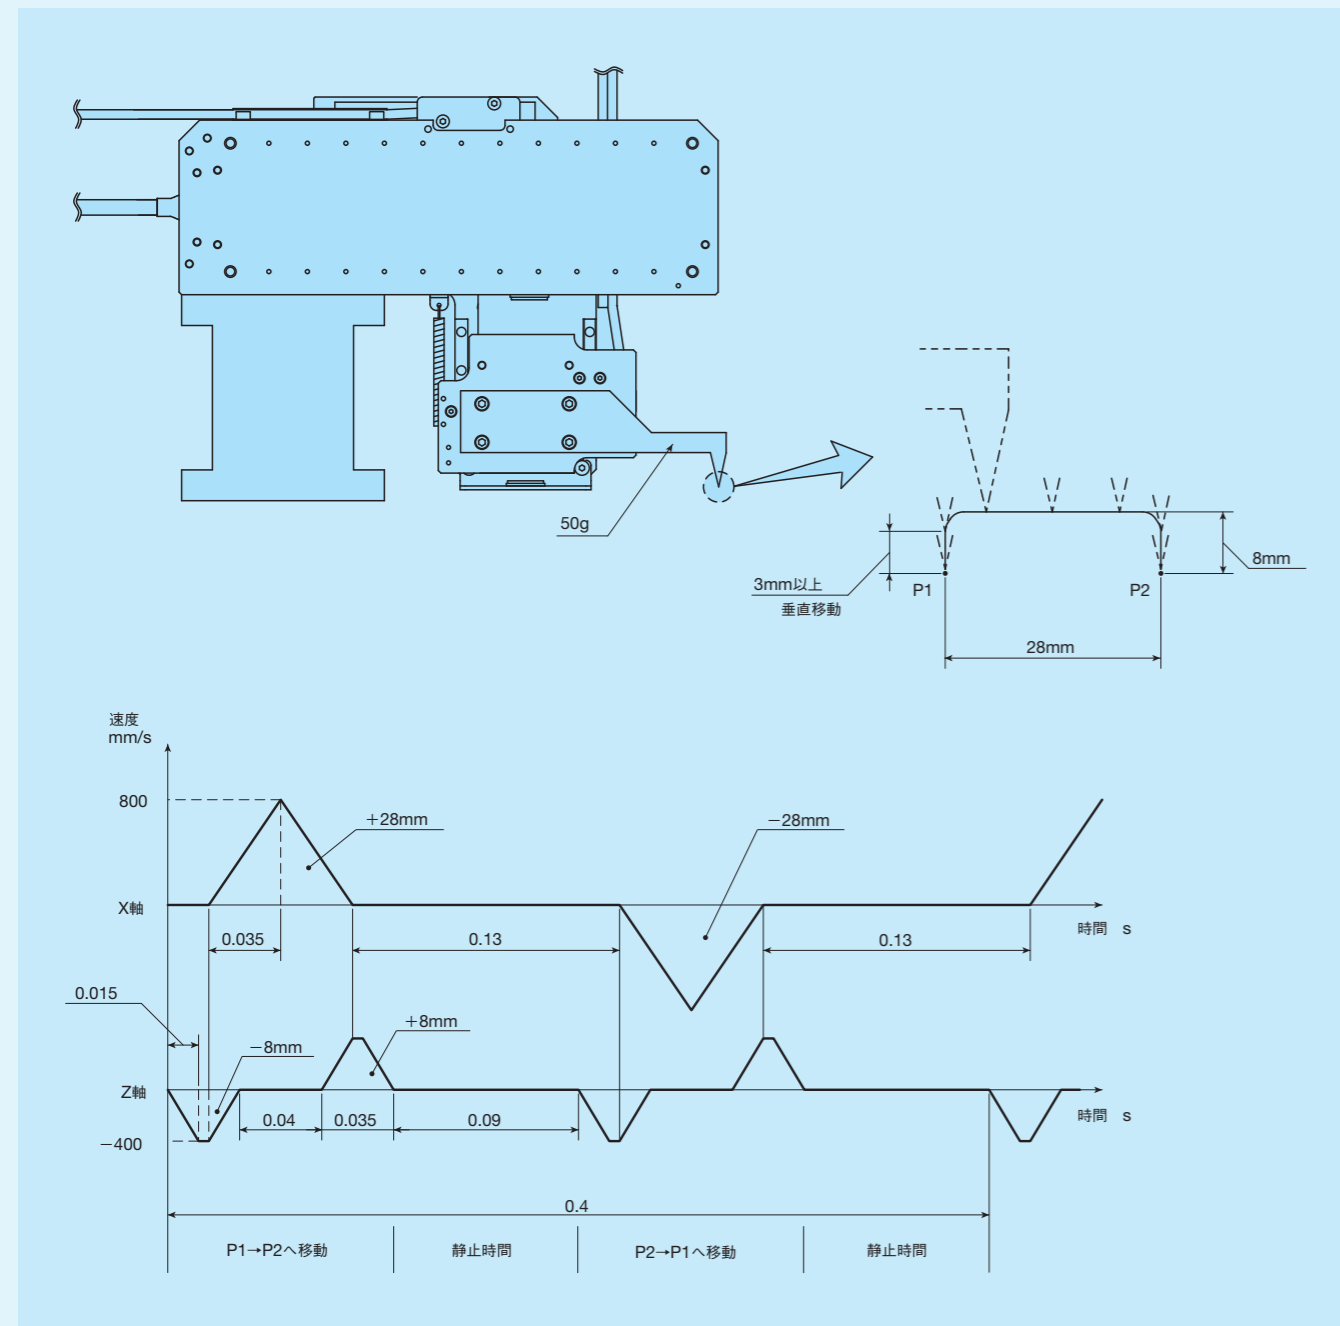 50g
3mm以上
垂直移動
P1
P2
8mm
28mm
速度
mm/s
800
+28mm
-28mm
X軸
時間 s
0.035
0.13
0.13
0.015
-8mm
+8mm
Z軸
時間 s
0.04
0.035
0.09
-400
0.4
P1→P2へ移動
静止時間
P2→P1へ移動
静止時間